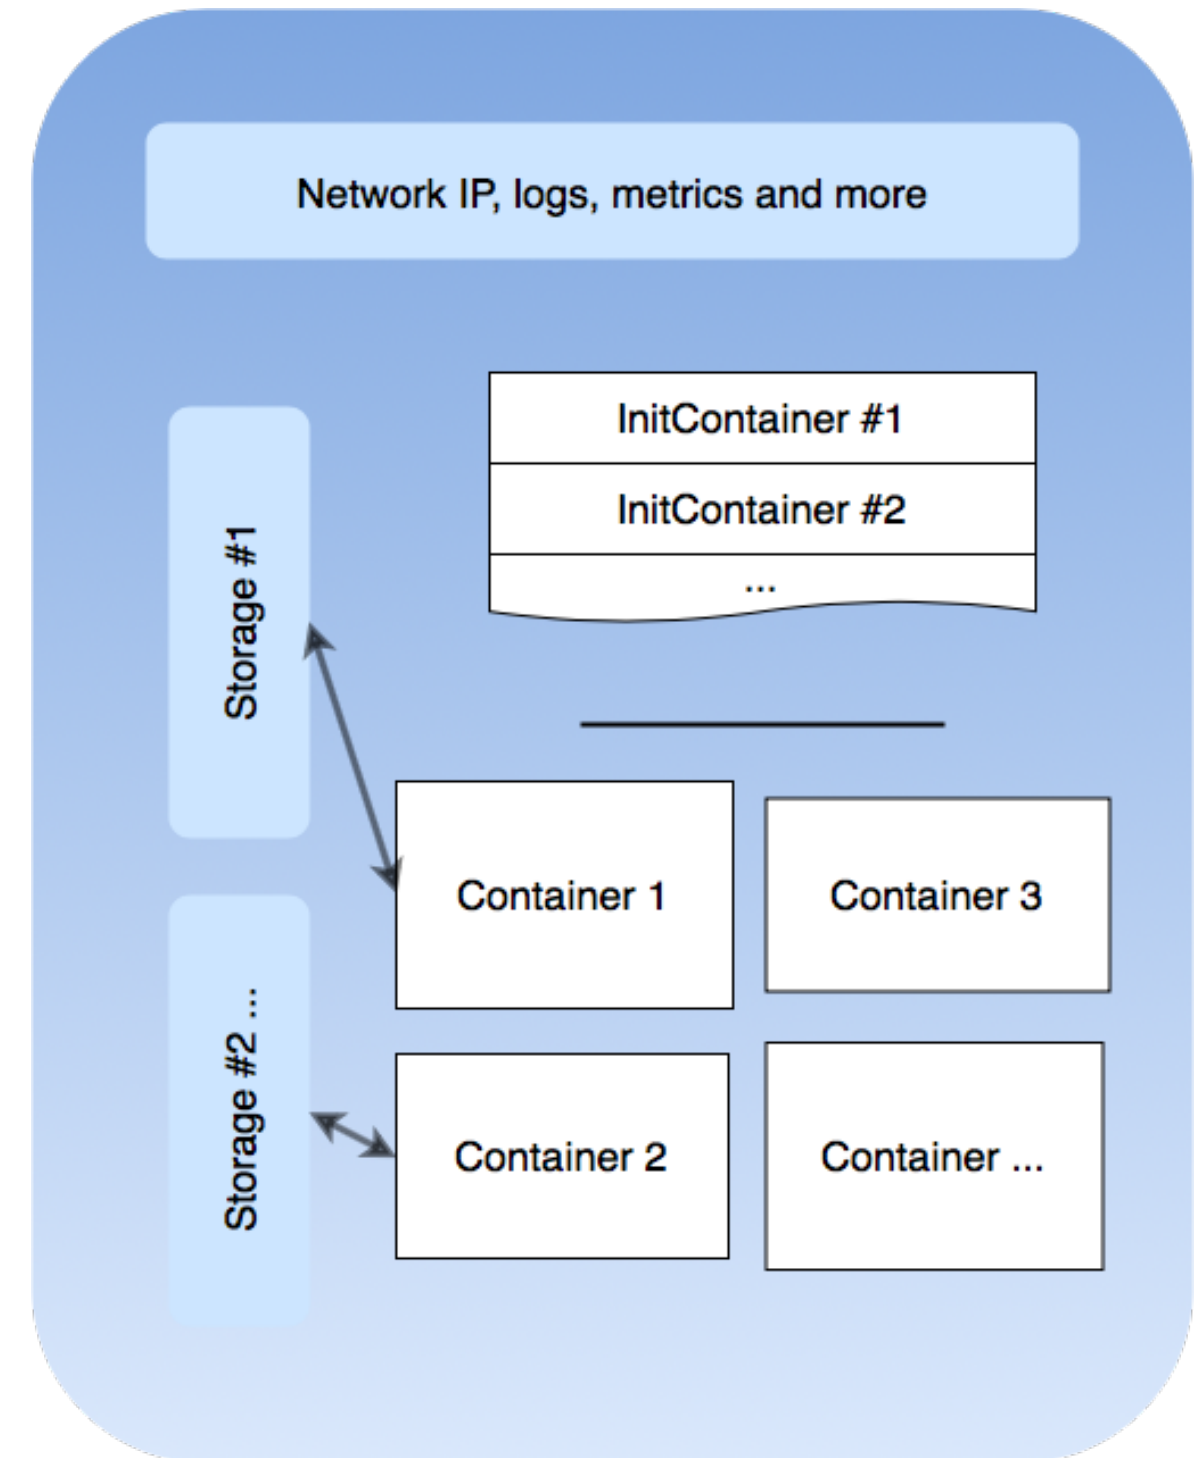 Network IP, logs, metrics and more
InitContainer #1
InitContainer #2
...
Storage #1
Container 1
Container 3
Storage #2 ...
Container 2
Container ...